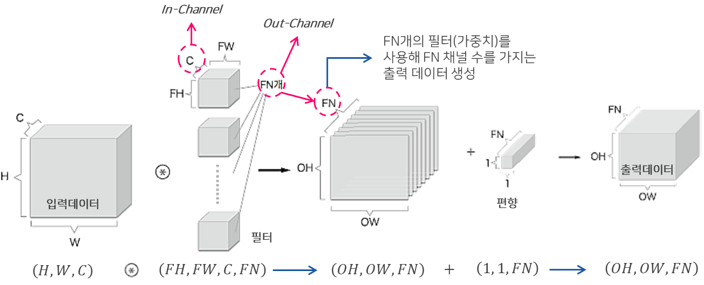 In-Channel
Out-Channel
FN개의 필터(가중치)를
사용해 FN 채널 수를 가지는
출력 데이터 생성
C
FW
FH
FN개
FN
C
H
W
입력데이터
⊛
필터
OH
OW
+
FN
1
1
편향
FN
OH
출력데이터
OW
(H, W, C) ⊛ (FH, FW, C, FN) → (OH, OW, FN) + (1, 1, FN) → (OH, OW, FN)